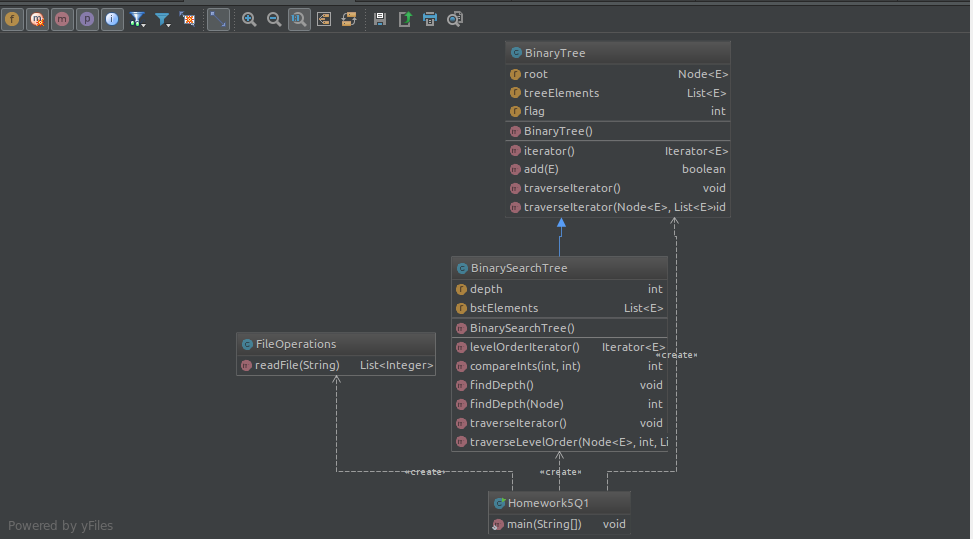 BinaryTree
root Node<E>
treeElements List<E>
flag int
BinaryTree()
iterator() Iterator<E>
add(E) boolean
traverseIterator() void
traverseIterator(Node<E>, List<E>›id
BinarySearchTree
depth int
bstElements List<E>
BinarySearchTree()
levelOrderIterator() Iterator<E>
compareInts(int, int) int
findDepth() void
findDepth(Node) int
traverseIterator() void
traverseLevelOrder(Node<E>, int, Li
FileOperations
readFile(String) List<Integer>
«create»
«create»
«create»
Homework5Q1
main(String[]) void
Powered by yFiles